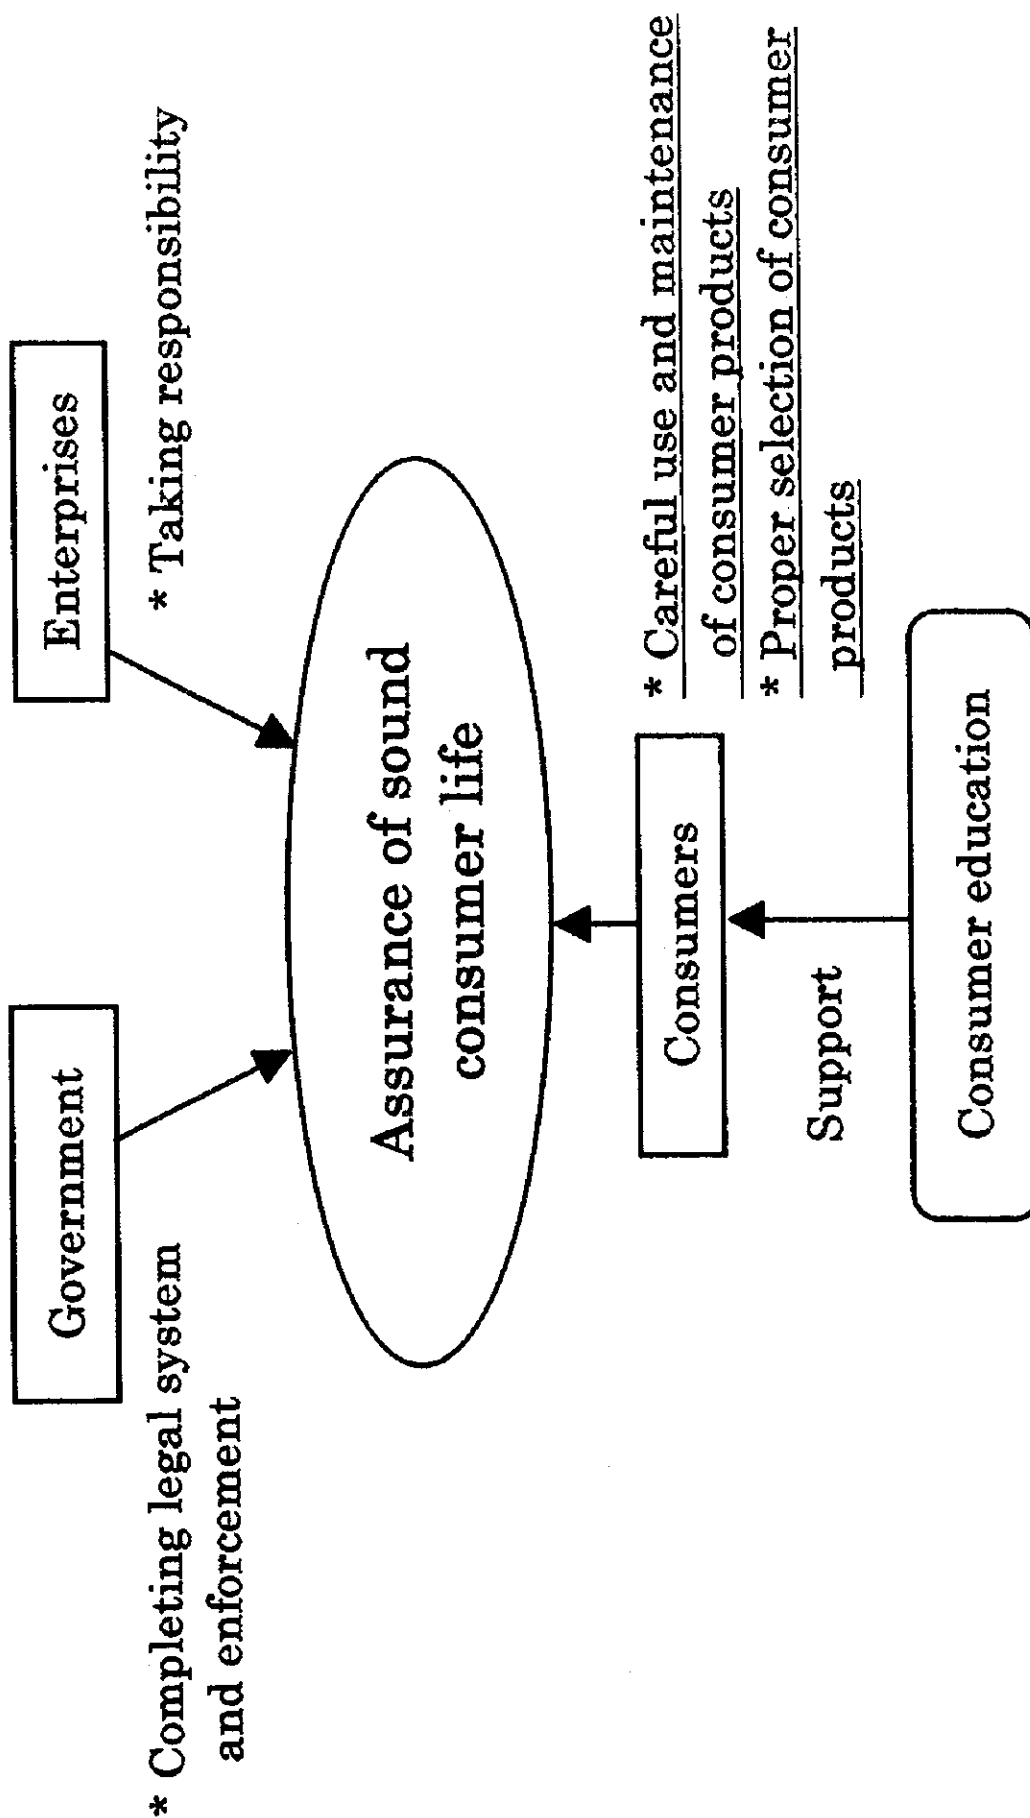 Government
Enterprises
* Completing legal system
and enforcement
* Taking responsibility
Assurance of sound
consumer life
Consumers
* Careful use and maintenance
of consumer products
* Proper selection of consumer
products
Support
Consumer education